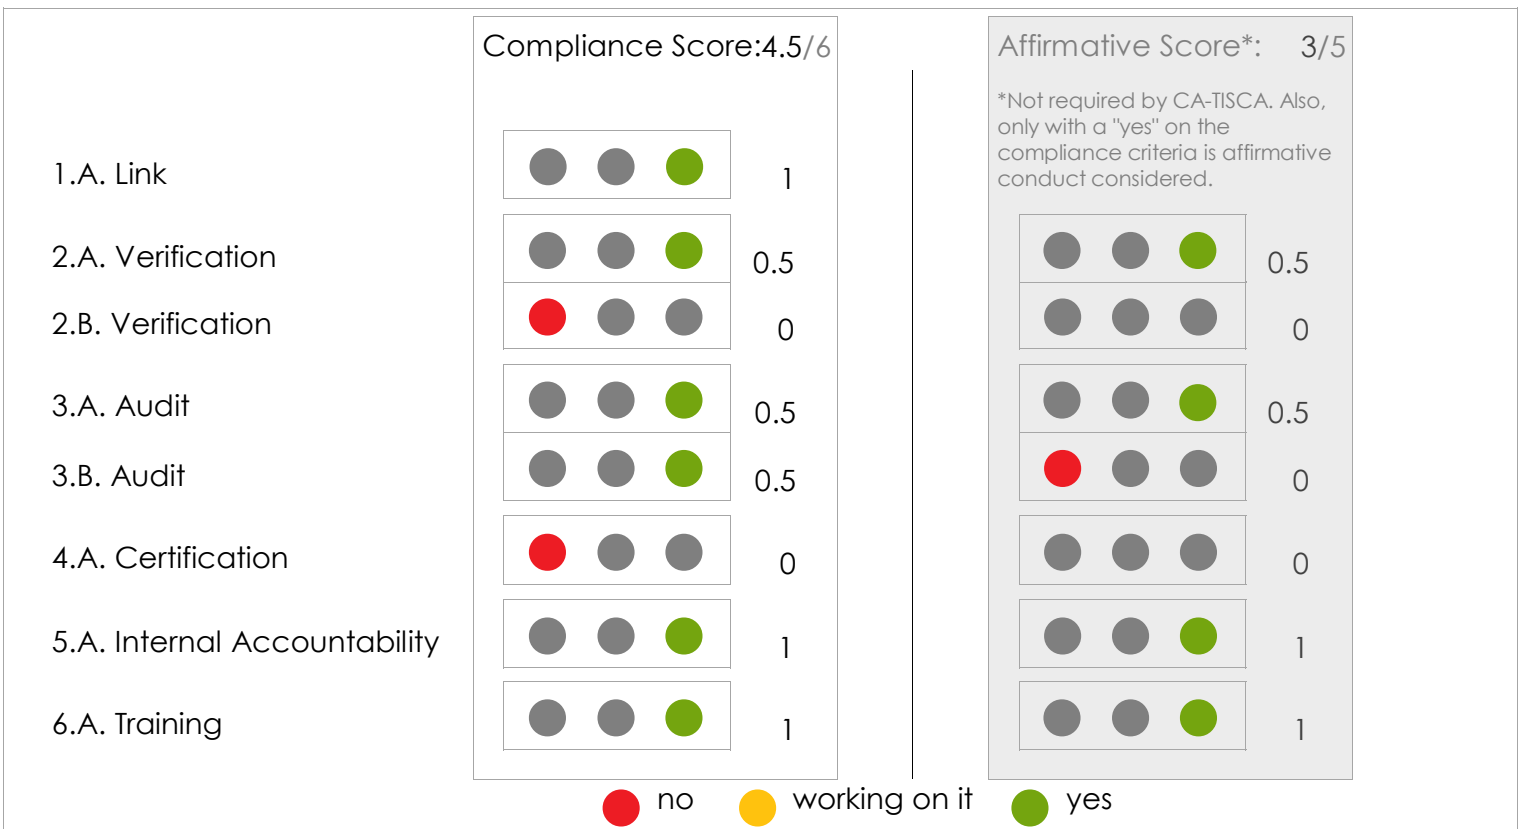 Compliance Score:4.5/6
Affirmative Score*: 3/5
*Not required by CA-TISCA. Also,
only with a "yes" on the
compliance criteria is affirmative
conduct considered.
1.A. Link 1
2.A. Verification 0.5 0.5
2.B. Verification 0 0
3.A. Audit 0.5 0.5
3.B. Audit 0.5 0
4.A. Certification 0 0
5.A. Internal Accountability 1 1
6.A. Training 1 1
no working on it yes